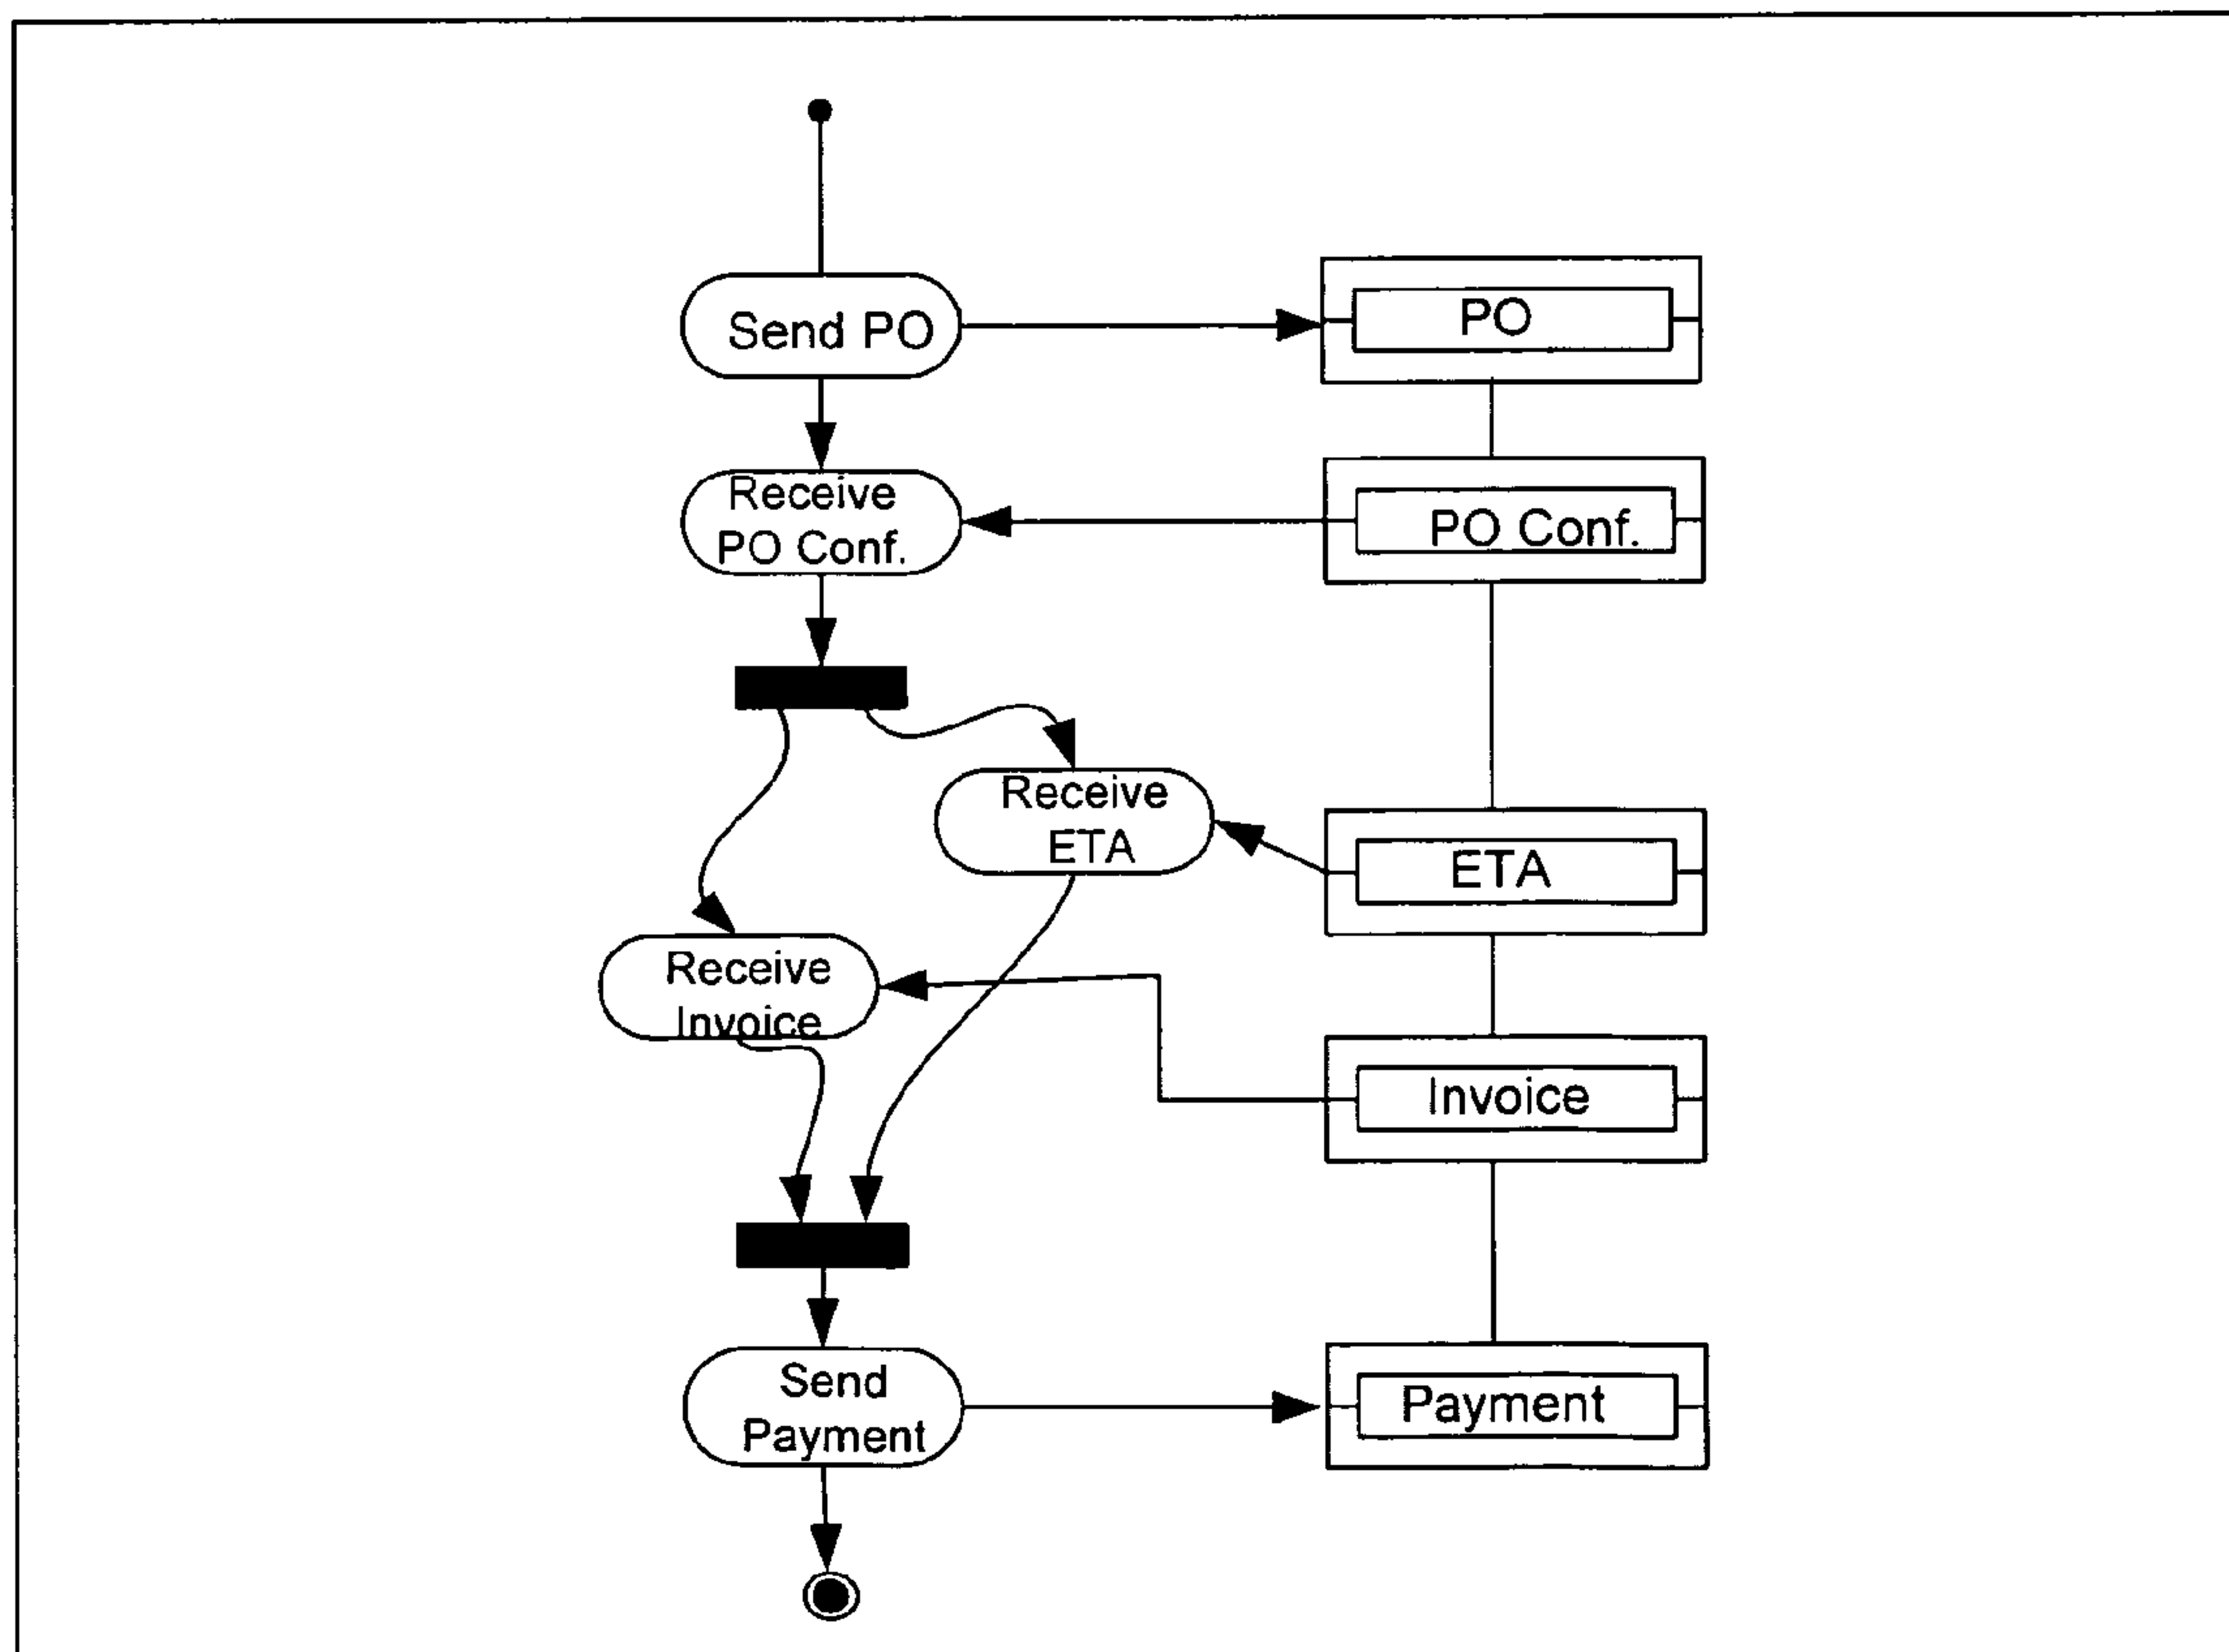 Send PO
PO
Receive
PO Conf.
PO Conf.
Receive
ETA
ETA
Receive
Invoice
Invoice
Send
Payment
Payment